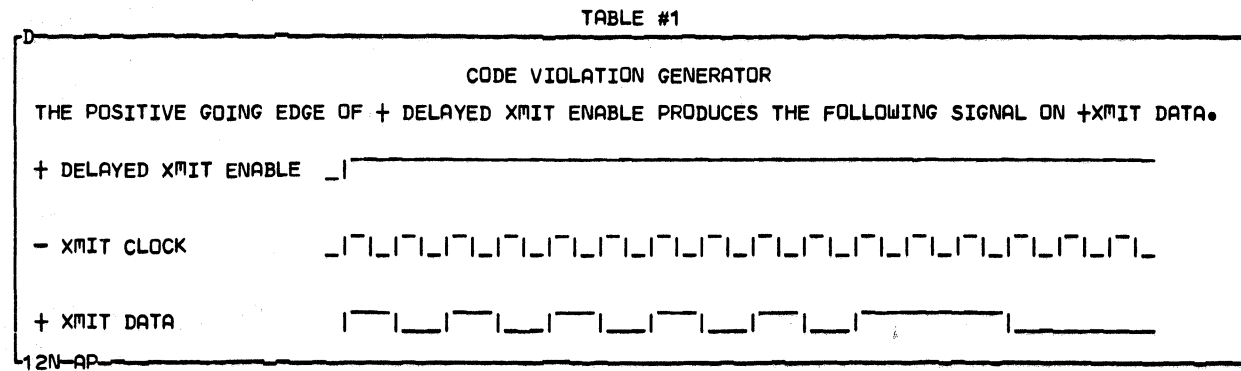 TABLE #1
D
CODE VIOLATION GENERATOR
THE POSITIVE GOING EDGE OF + DELAYED XMIT ENABLE PRODUCES THE FOLLOWING SIGNAL ON +XMIT DATA.
+ DELAYED XMIT ENABLE
- XMIT CLOCK
+ XMIT DATA
12N-AP